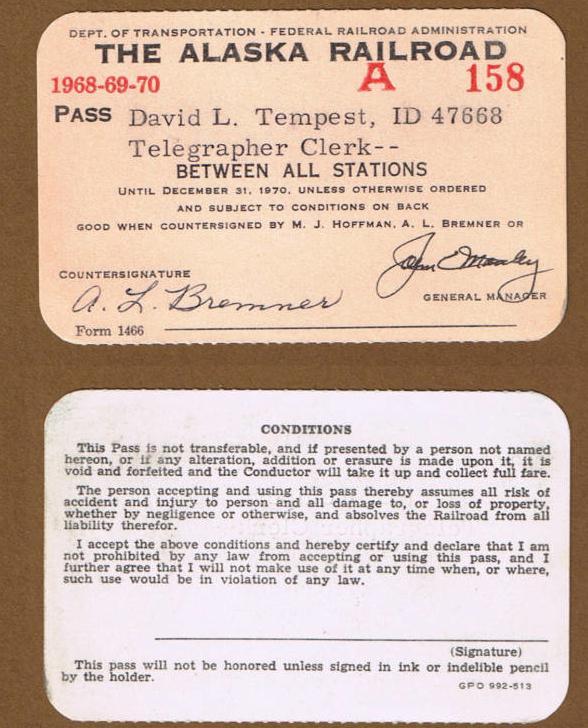 DEPT. OF TRANSPORTATION - FEDERAL RAILROAD ADMINISTRATION
THE ALASKA RAILROAD
1968-69-70 A 158
PASS David L. Tempest, ID 47668
Telegrapher Clerk--
BETWEEN ALL STATIONS
UNTIL DECEMBER 31, 1970, UNLESS OTHERWISE ORDERED
AND SUBJECT TO CONDITIONS ON BACK
GOOD WHEN COUNTERSIGNED BY M. J. HOFFMAN, A. L. BREMNER OR
COUNTERSIGNATURE
John E Manley
A. L. Bremner
GENERAL MANAGER
Form 1466
CONDITIONS
This Pass is not transferable, and if presented by a person not named
hereon, or if any alteration, addition or erasure is made upon it, it is
void and forfeited and the Conductor will take it up and collect full fare.
The person accepting and using this pass thereby assumes all risk of
accident and injury to person and all damage to, or loss of property,
whether by negligence or otherwise, and absolves the Railroad from all
liability therefor.
I accept the above conditions and hereby certify and declare that I am
not prohibited by any law from accepting or using this pass, and I
further agree that I will not make use of it at any time when, or where,
such use would be in violation of any law.
(Signature)
This pass will not be honored unless signed in ink or indelible pencil
by the holder.
GPO 992-513